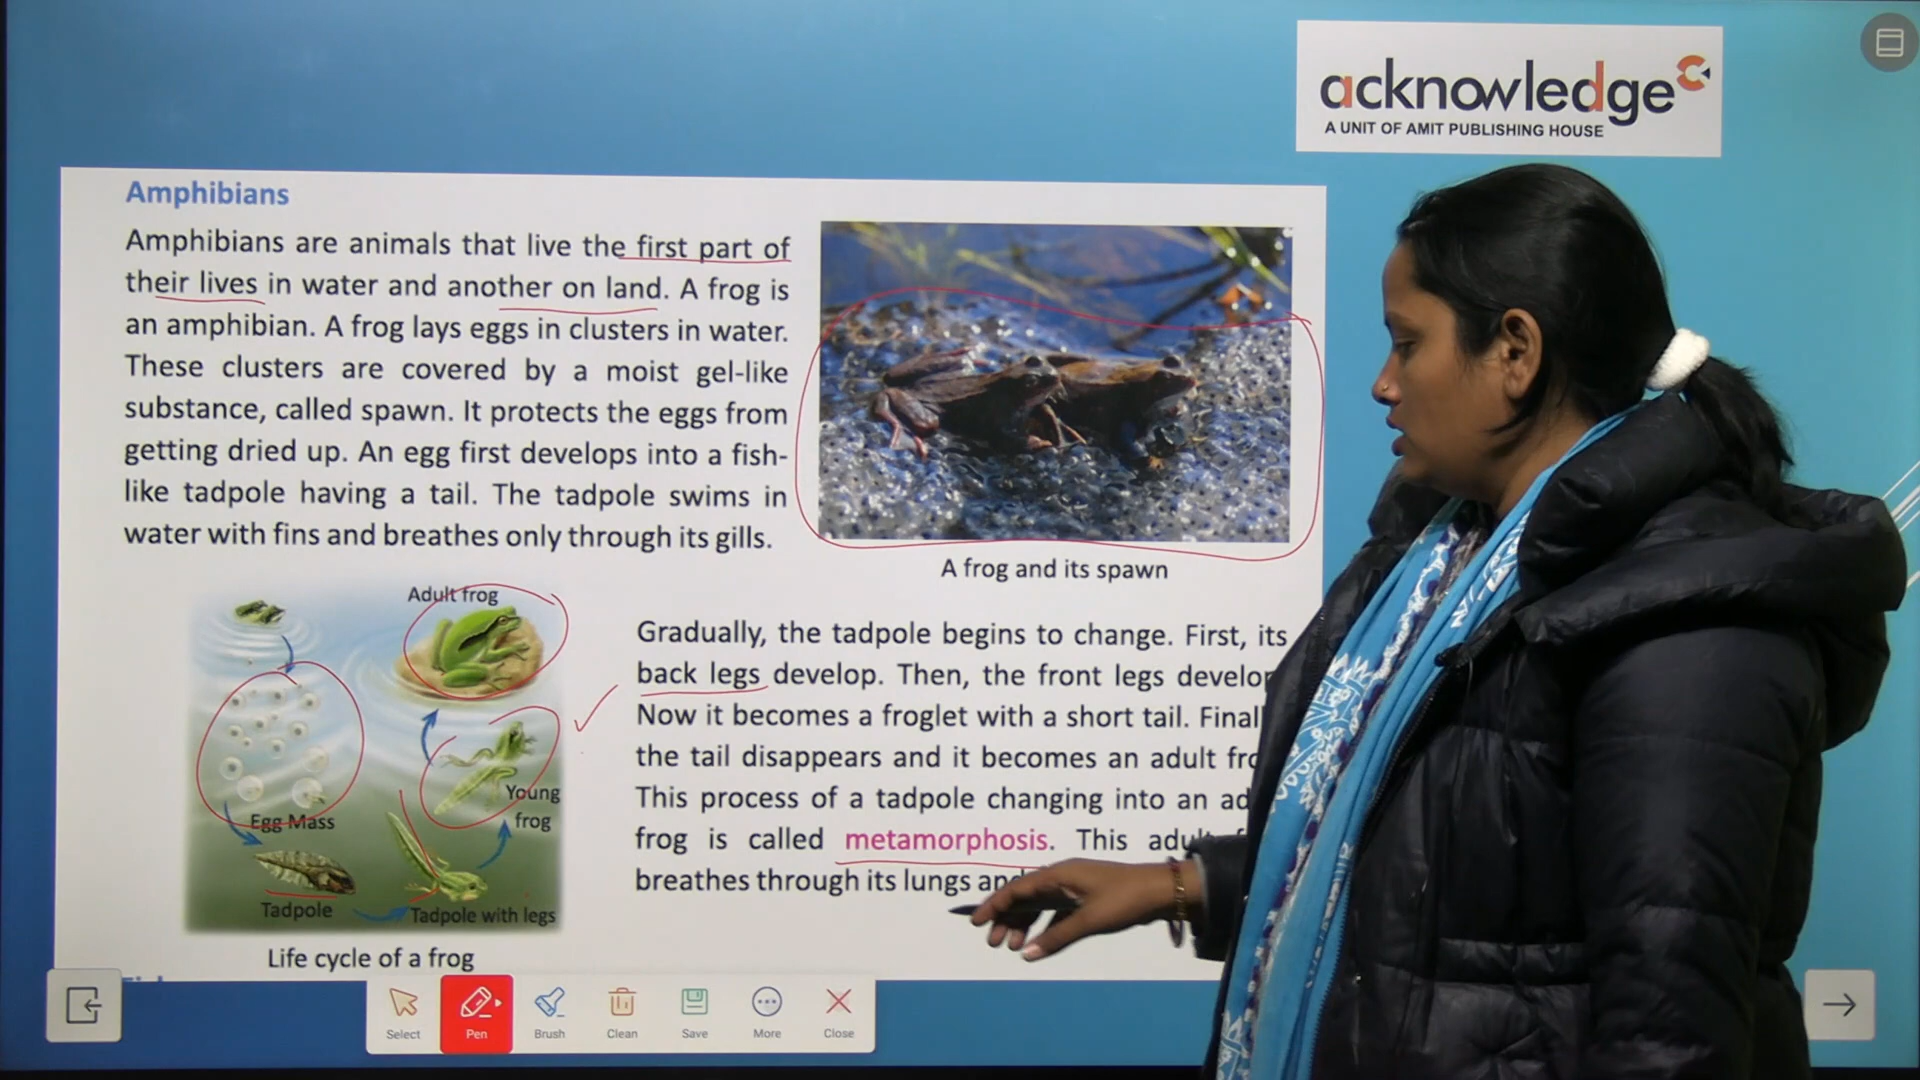 acknowledge
A UNIT OF AMIT PUBLISHING HOUSE
Amphibians
Amphibians are animals that live the first part of
their lives in water and another on land. A frog is
an amphibian. A frog lays eggs in clusters in water.
These clusters are covered by a moist gel-like
substance, called spawn. It protects the eggs from
getting dried up. An egg first develops into a fish-
like tadpole having a tail. The tadpole swims in
water with fins and breathes only through its gills.
A frog and its spawn
Adult frog
Young
frog
Egg Mass
Tadpole
Tadpole with legs
Life cycle of a frog
Gradually, the tadpole begins to change. First, its
back legs develop. Then, the front legs
Now it becomes a froglet with a short tail.
the tail disappears and it becomes an adult
This process of a tadpole changing into an
frog is called metamorphosis. This
breathes through its lungs
Select
Pen
Brush
Clean
Save
More
Close